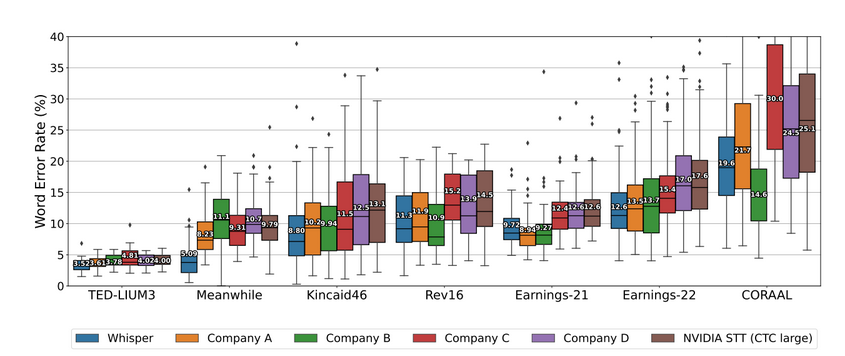 Word Error Rate (%)
40
35
30
25
20
15
10
5
0
3.52 3.61 3.78 4.81 4.02 4.00
5.09 8.23 11.1 9.31 10.7 9.79
8.80 10.2 9.94 11.5 12.5 13.1
11.3 11.9 10.9 15.2 13.9 14.5
9.72 8.94 9.27 12.4 12.6 12.6
12.6 13.5 13.7 15.4 17.0 17.6
19.6 21.7 14.6 30.0 24.5 25.1
TED-LIUM3 Meanwhile Kincaid46 Rev16 Earnings-21 Earnings-22 CORAAL
Whisper Company A Company B Company C Company D NVIDIA STT (CTC large)